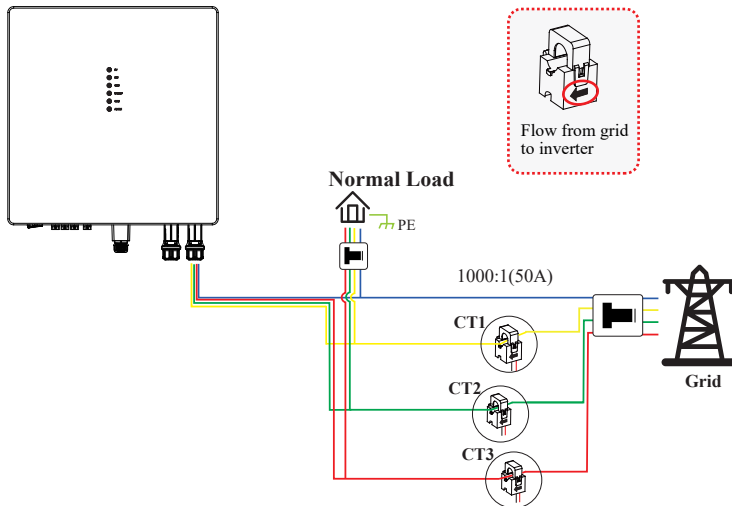 Flow from grid
to inverter
Normal Load
PE
1000:1(50A)
CT1
CT2
CT3
Grid